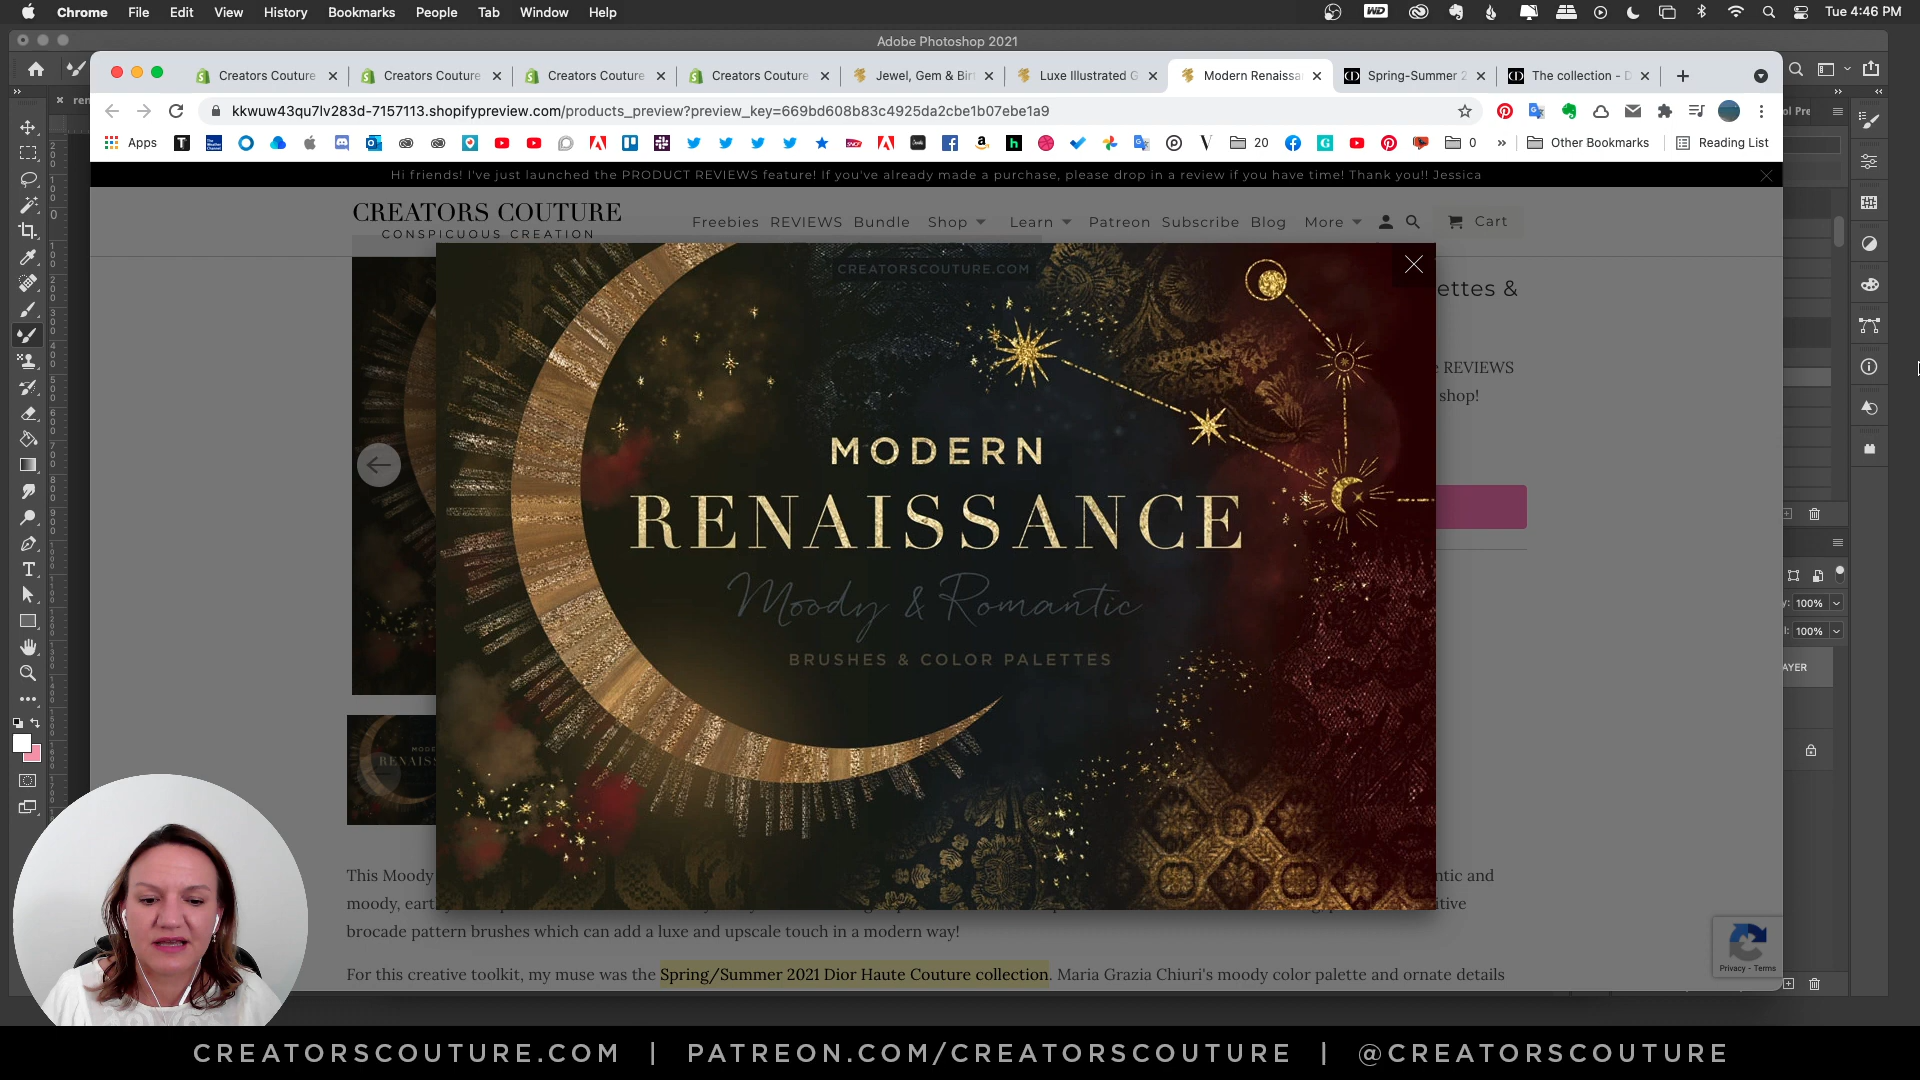 Chrome File Edit View History Bookmarks People Tab Window Help
WD
Tue 4:46 PM
Adobe Photoshop 2021
Creators Couture
Creators Couture
Creators Couture
Creators Couture
Jewel, Gem & Bir
Luxe Illustrated G
Modern Renaissa
Spring-Summer 2
The collection - D
kkwuw43qu7lv283d-7157113.shopifypreview.com/products_preview?preview_key=669bd608b83c4925da2cbe1b07ebe1a9
Apps
20
0
Other Bookmarks
Reading List
Hi friends! I've just launched the PRODUCT REVIEWS feature! If you've already made a purchase, please drop in a review if you have time! Thank you!! Jessica
CREATORS COUTURE
CONSPICUOUS CREATION
Freebies REVIEWS Bundle Shop Learn Patreon Subscribe Blog More Cart
CREATORSCOUTURE.COM
ettes &
REVIEWS
shop!
MODERN
RENAISSANCE
Moody & Romantic
BRUSHES & COLOR PALETTES
100%
100%
AYER
This Moody
ntic and
moody, eart
itive
brocade pattern brushes which can add a luxe and upscale touch in a modern way!
For this creative toolkit, my muse was the Spring/Summer 2021 Dior Haute Couture collection. Maria Grazia Chiuri's moody color palette and ornate details
Privacy - Terms
CREATORSCOUTURE.COM | PATREON.COM/CREATORSCOUTURE | @CREATORSCOUTURE